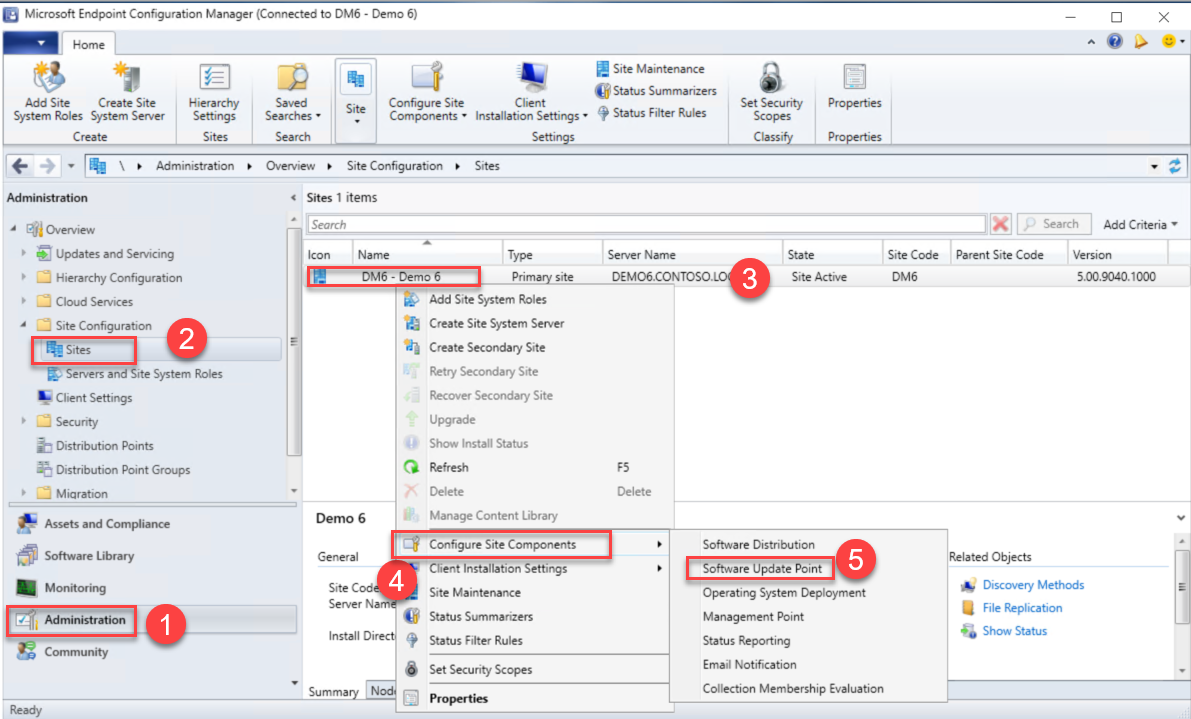 Microsoft Endpoint Configuration Manager (Connected to DM6 - Demo 6)
Home
Add Site System Roles
Create Site System Server
Create
Hierarchy Settings
Sites
Saved Searches
Search
Site
Configure Site Components
Client Installation Settings
Site Maintenance
Status Summarizers
Status Filter Rules
Settings
Set Security Scopes
Classify
Properties
Properties
\ Administration Overview Site Configuration Sites
Administration
Overview
Updates and Servicing
Hierarchy Configuration
Cloud Services
Site Configuration
Sites
2
Servers and Site System Roles
Client Settings
Security
Distribution Points
Distribution Point Groups
Migration
Assets and Compliance
Software Library
Monitoring
Administration
1
Community
Sites 1 items
Search
Search
Add Criteria
Icon Name Type Server Name State Site Code Parent Site Code Version
DM6 - Demo 6 Primary site DEMO6.CONTOSO.LO Site Active DM6 5.00.9040.1000
3
Add Site System Roles
Create Site System Server
Create Secondary Site
Retry Secondary Site
Recover Secondary Site
Upgrade
Show Install Status
Refresh F5
Delete Delete
Manage Content Library
Configure Site Components
4
Client Installation Settings
Site Maintenance
Status Summarizers
Status Filter Rules
Set Security Scopes
Properties
Software Distribution
Software Update Point
5
Operating System Deployment
Management Point
Status Reporting
Email Notification
Collection Membership Evaluation
Demo 6
General
Site Code
Server Name
Install Direct
Related Objects
Discovery Methods
File Replication
Show Status
Summary
Ready